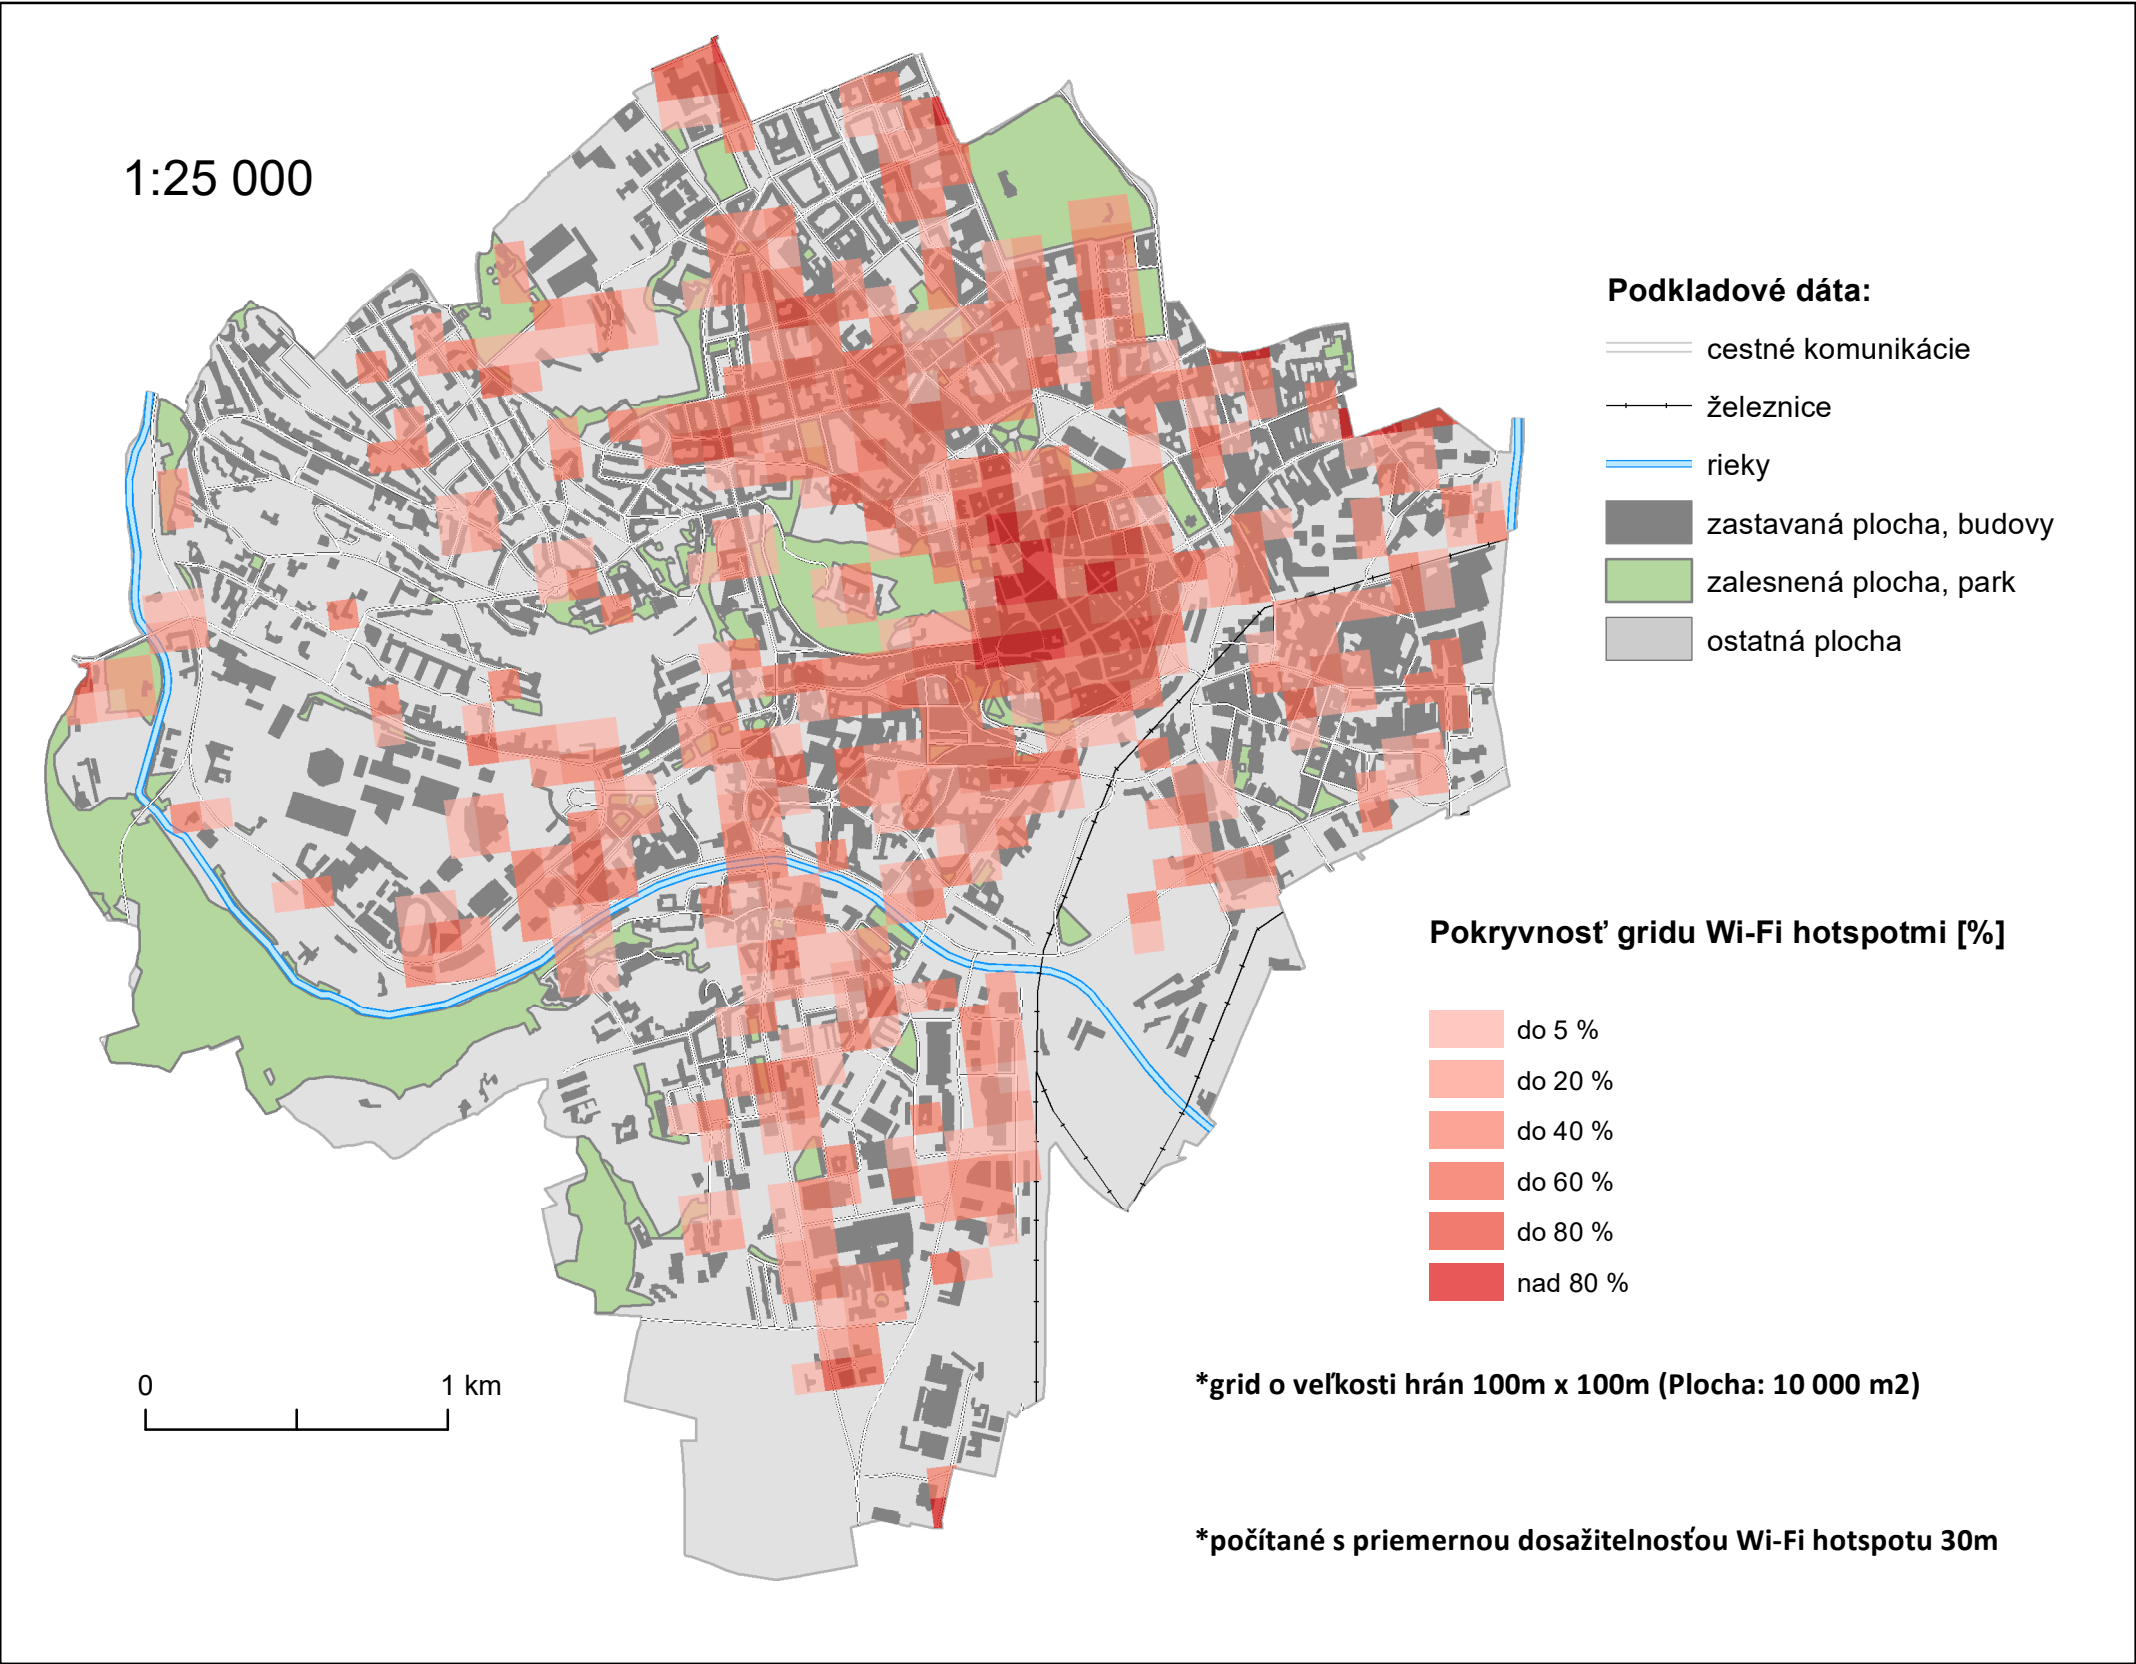 1:25 000
Podkladové dáta:
cestné komunikácie
železnice
rieky
zastavaná plocha, budovy
zalesnená plocha, park
ostatná plocha
Pokryvnosť gridu Wi-Fi hotspotmi [%]
do 5 %
do 20 %
do 40 %
do 60 %
do 80 %
nad 80 %
0 1 km
*grid o veľkosti hrán 100m x 100m (Plocha: 10 000 m2)
*počítané s priemernou dosažitelnosťou Wi-Fi hotspotu 30m